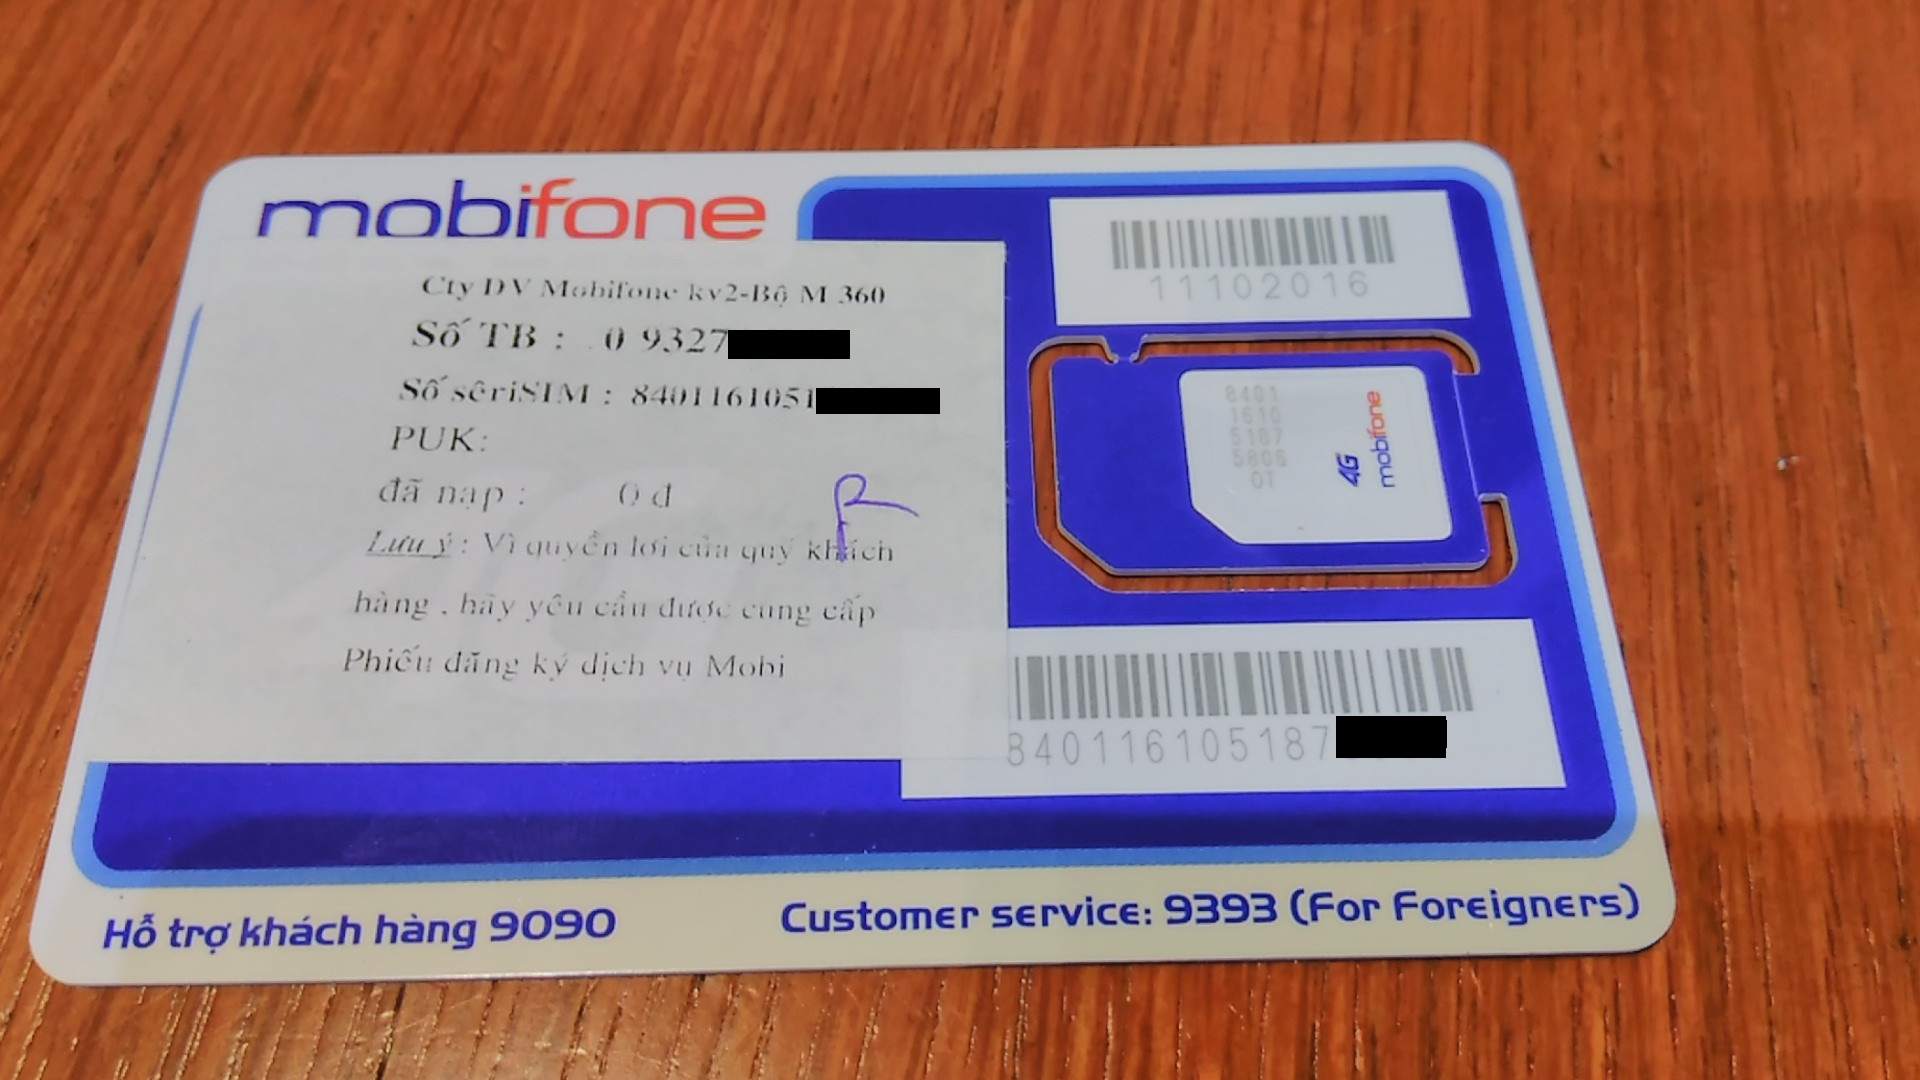 mobifone
Cty DV Mobifone kv2-Bộ M 360
Số TB : 0 9327
Số sêriSIM : 8401161051
PUK:
đã nạp : 0 đ
Lưu ý : Vì quyền lợi của quý khách
hàng , hãy yêu cầu được cung cấp
Phiếu đăng ký dịch vụ Mobi
11102016
8401
1610
5187
4G
mobifone
840116105187
Hỗ trợ khách hàng 9090
Customer service: 9393 (For Foreigners)